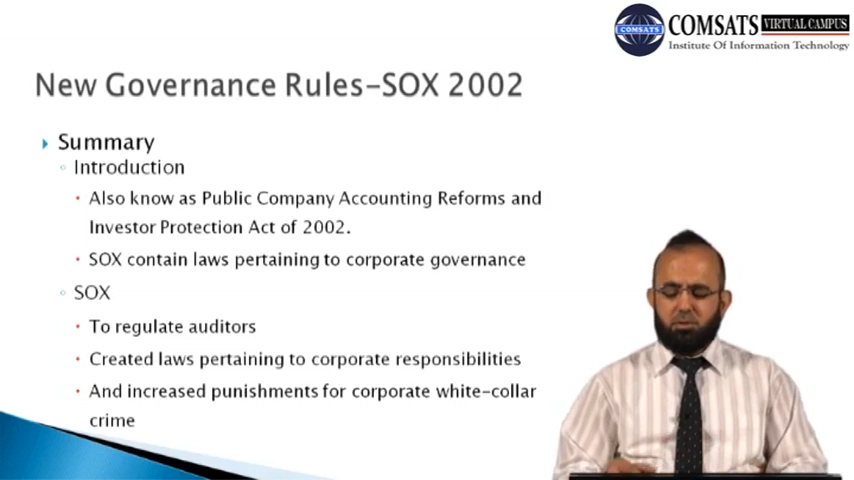 COMSATS
COMSATS VIRTUAL CAMPUS
Institute Of Information Technology
New Governance Rules-SOX 2002
Summary
Introduction
Also know as Public Company Accounting Reforms and
Investor Protection Act of 2002.
SOX contain laws pertaining to corporate governance
SOX
To regulate auditors
Created laws pertaining to corporate responsibilities
And increased punishments for corporate white-collar
crime